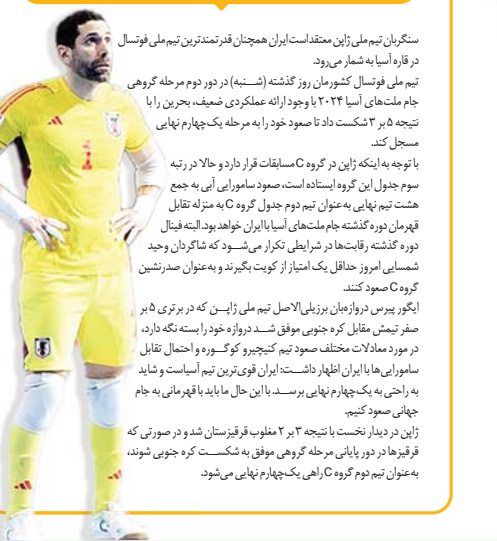 سنگربان تیم ملی ژاپن معتقد است ایران همچنان قدرتمندترین تیم ملی فوتسال
در قاره آسیا به شمار می‌رود.
تیم ملی فوتسال کشورمان روز گذشته (شـــنبه) در دور دوم مرحله گروهی
جام ملت‌های آسیا ۲۰۲۴ با وجود ارائه عملکردی ضعیف، بحرین را با
نتیجه ۵ بر ۳ شکست داد تا صعود خود را به مرحله یک‌چهارم نهایی
مسجل کند.
با توجه به اینکه ژاپن در گروه C مسابقات قرار دارد و حالا در رتبه
سوم جدول این گروه ایستاده است، صعود سامورایی آبی به جمع
هشت تیم نهایی به‌عنوان تیم دوم جدول گروه C به منزله تقابل
قهرمان دوره گذشته جام ملت‌های آسیا با ایران خواهد بود. البته فینال
دوره گذشته رقابت‌ها در شرایطی تکرار می‌شـــود که شاگردان وحید
شمسایی امروز حداقل یک امتیاز از کویت بگیرند و به‌عنوان صدرنشین
گروه C صعود کنند.
ایگور پیرس دروازه‌بان برزیلی‌الاصل تیم ملی ژاپـــن که در برتری ۵ بر
صفر تیمش مقابل کره جنوبی موفق شـــد دروازه خود را بسته نگه دارد،
در مورد معادلات مختلف صعود تیم کنیچیرو کوگـــوره و احتمال تقابل
سامورایی‌ها با ایران اظهار داشـــت: ایران قوی‌ترین تیم آسیاست و شاید
به راحتی به یک‌چهارم نهایی برســـد. با این حال ما باید با قهرمانی به جام
جهانی صعود کنیم.
ژاپن در دیدار نخست با نتیجه ۳ بر ۲ مغلوب قرقیزستان شد و در صورتی که
قرقیزها در دور پایانی مرحله گروهی موفق به شکســـت کره جنوبی شوند،
به‌عنوان تیم دوم گروه C راهی یک‌چهارم نهایی می‌شود.